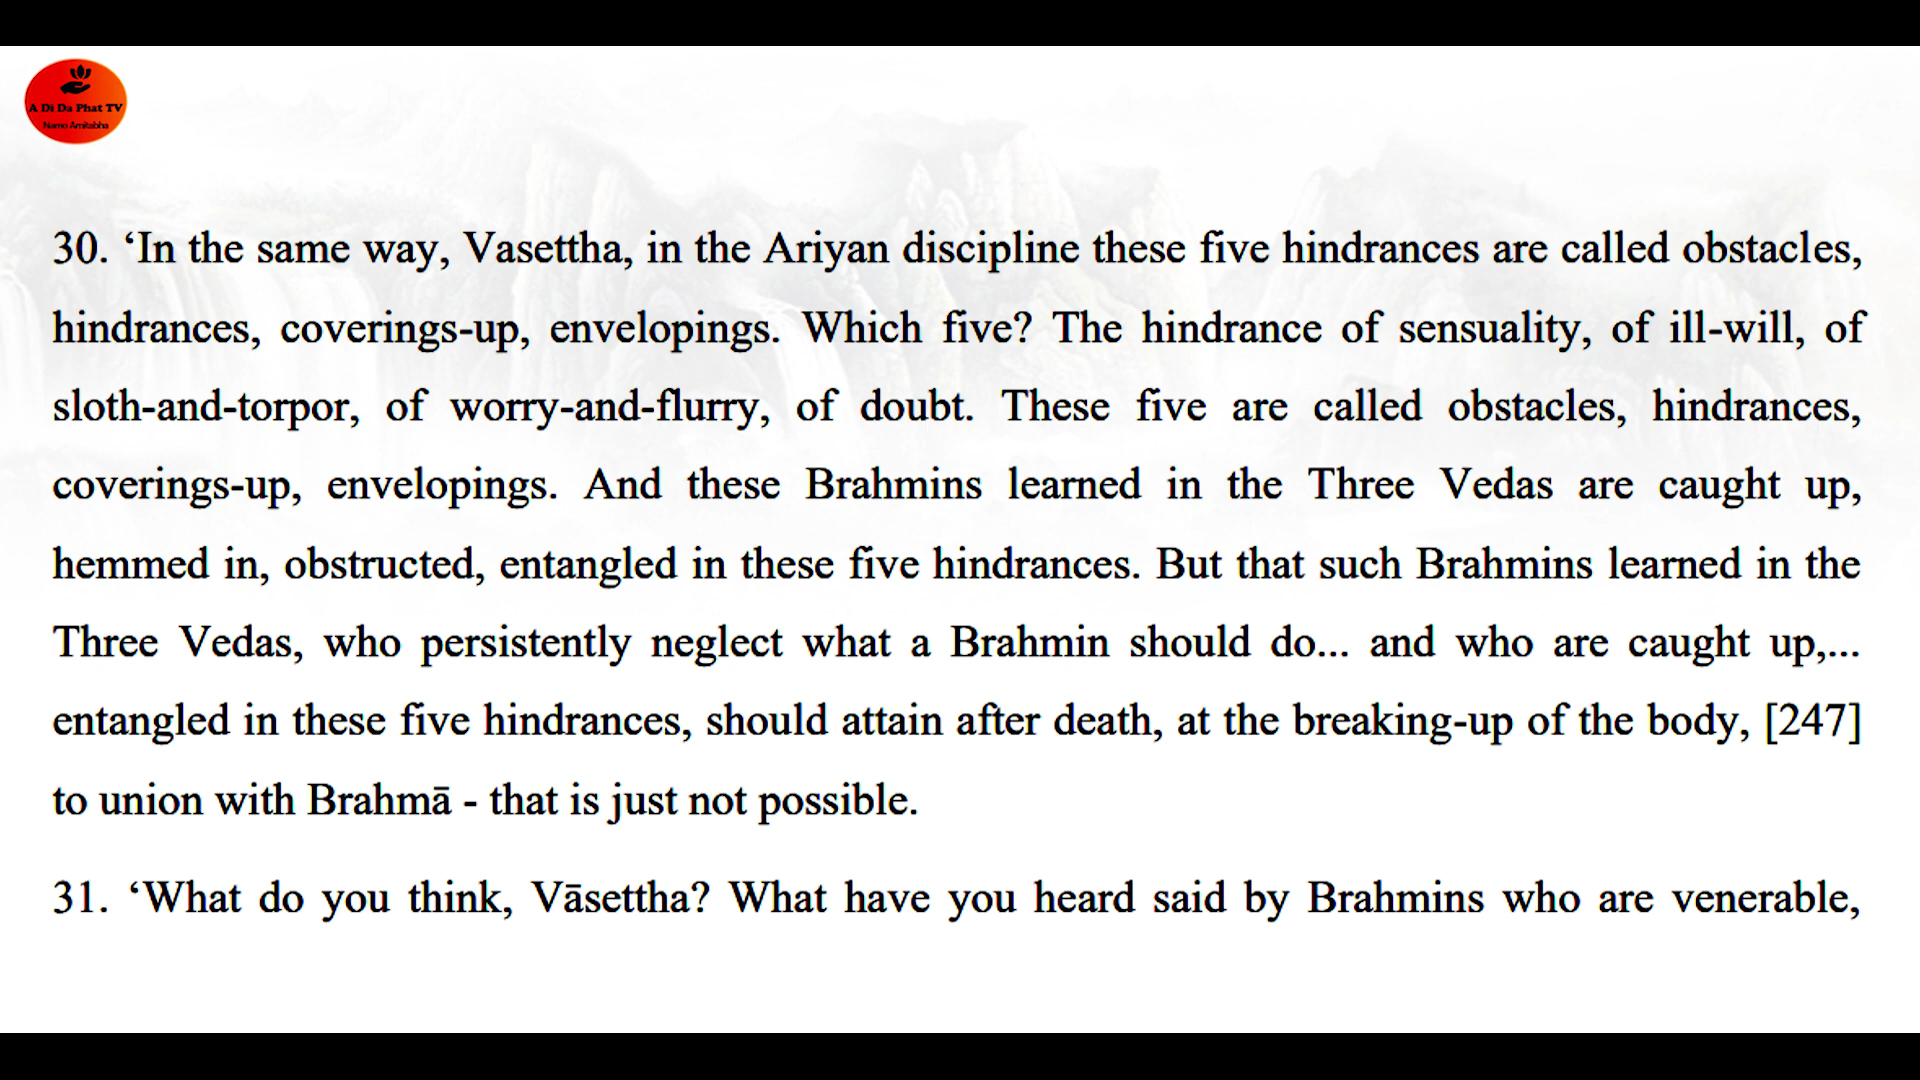 A Di Da Phat TV
Namo Amitabha
30. ‘In the same way, Vasettha, in the Ariyan discipline these five hindrances are called obstacles,
hindrances, coverings-up, envelopings. Which five? The hindrance of sensuality, of ill-will, of
sloth-and-torpor, of worry-and-flurry, of doubt. These five are called obstacles, hindrances,
coverings-up, envelopings. And these Brahmins learned in the Three Vedas are caught up,
hemmed in, obstructed, entangled in these five hindrances. But that such Brahmins learned in the
Three Vedas, who persistently neglect what a Brahmin should do... and who are caught up,...
entangled in these five hindrances, should attain after death, at the breaking-up of the body, [247]
to union with Brahmā - that is just not possible.
31. ‘What do you think, Vāsettha? What have you heard said by Brahmins who are venerable,